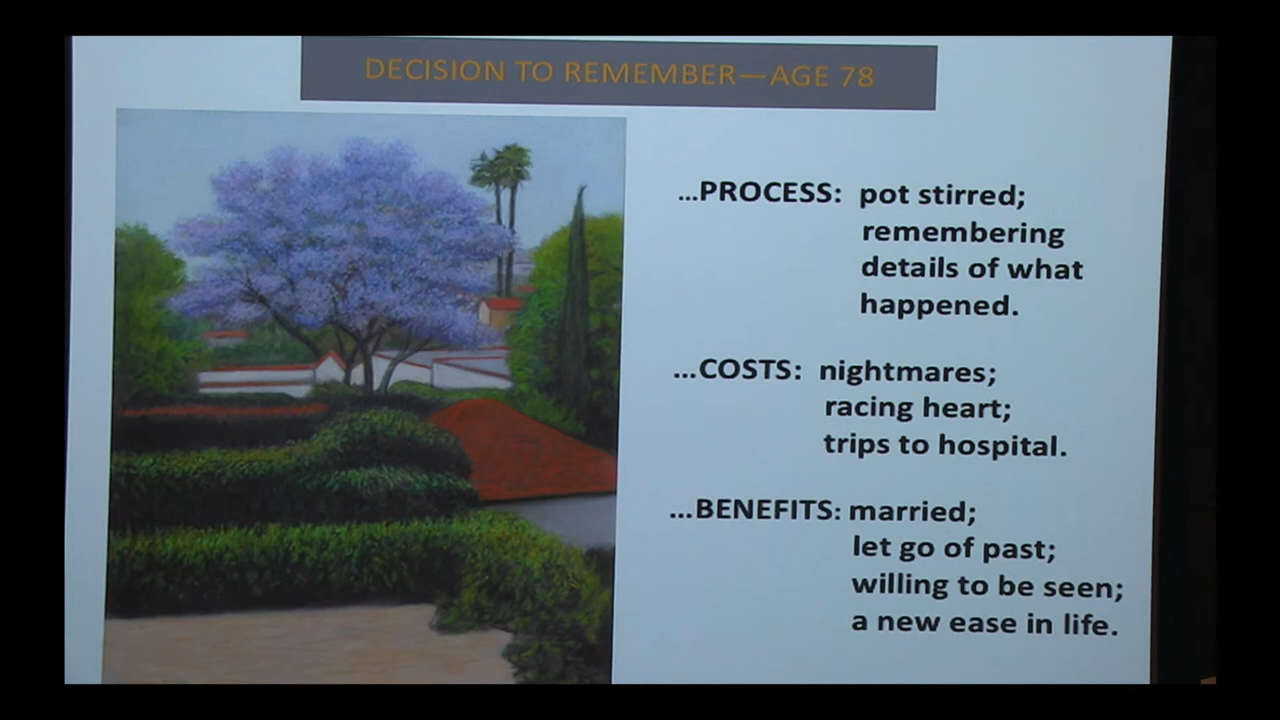 DECISION TO REMEMBER—AGE 78
...PROCESS: pot stirred;
remembering
details of what
happened.
...COSTS: nightmares;
racing heart;
trips to hospital.
...BENEFITS: married;
let go of past;
willing to be seen;
a new ease in life.